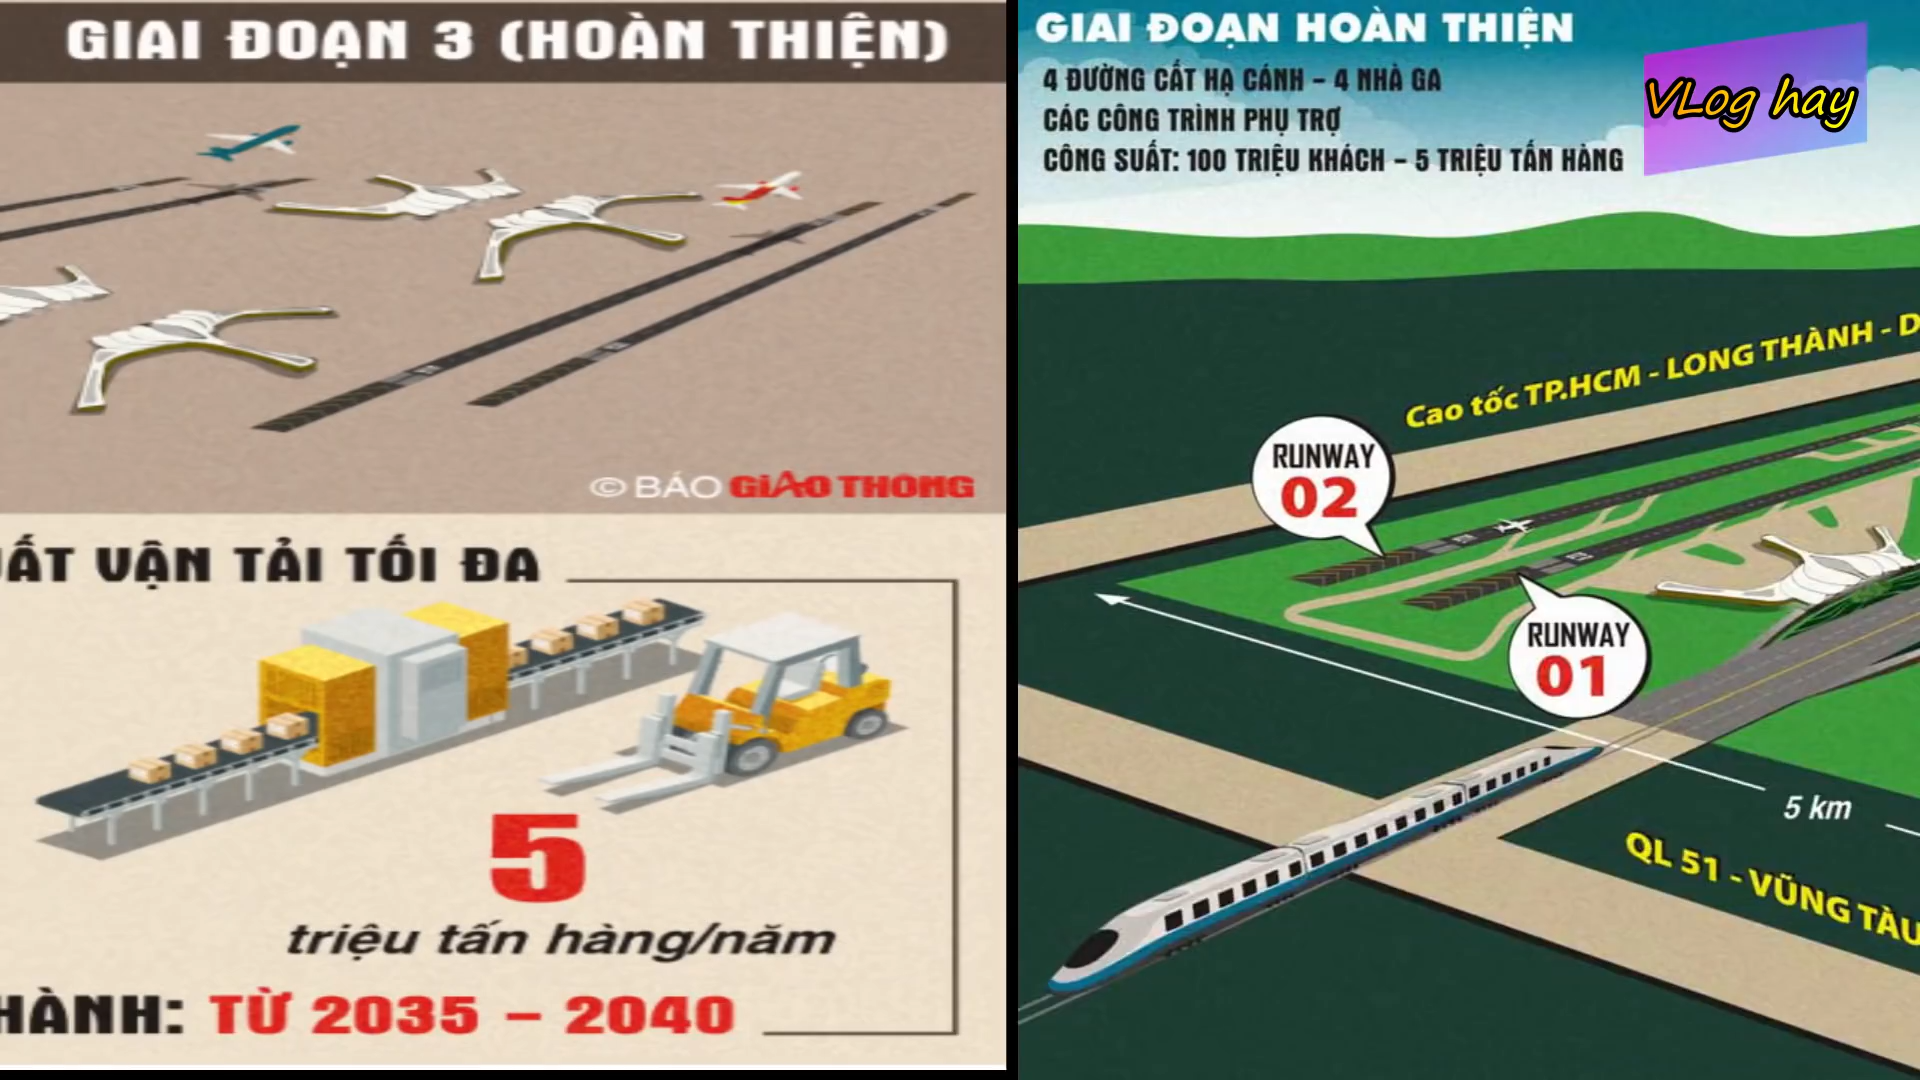 GIAI ĐOẠN 3 (HOÀN THIỆN)
© BÁO GIAO THÔNG
VẬN TẢI TỐI ĐA
5
triệu tấn hàng/năm
TỪ 2035 – 2040
GIAI ĐOẠN HOÀN THIỆN
4 ĐƯỜNG CẤT HẠ CÁNH – 4 NHÀ GA
CÁC CÔNG TRÌNH PHỤ TRỢ
CÔNG SUẤT: 100 TRIỆU KHÁCH – 5 TRIỆU TẤN HÀNG
VLog hay
Cao tốc TP.HCM - LONG THÀNH - D
RUNWAY
02
RUNWAY
01
5 km
QL 51 - VŨNG TÀU